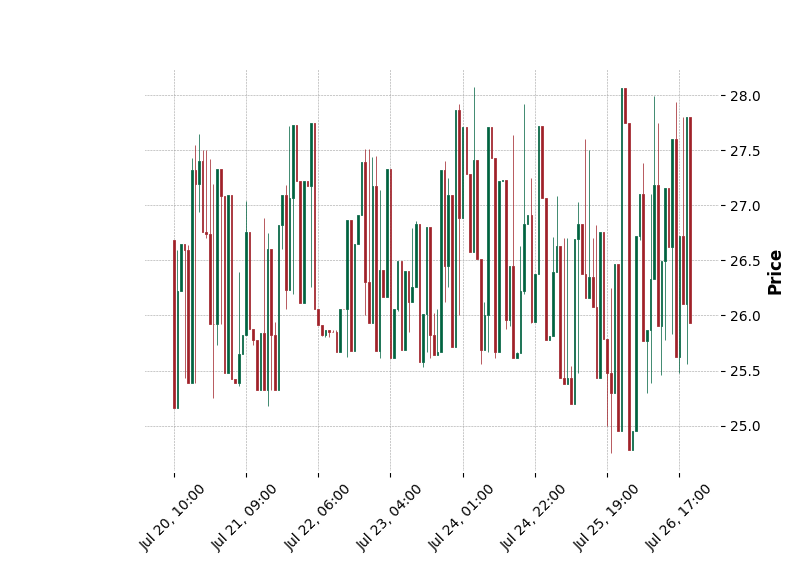 28.0
27.5
27.0
26.5
26.0
25.5
25.0
Price
Jul 20, 10:00
Jul 21, 09:00
Jul 22, 06:00
Jul 23, 04:00
Jul 24, 01:00
Jul 24, 22:00
Jul 25, 19:00
Jul 26, 17:00